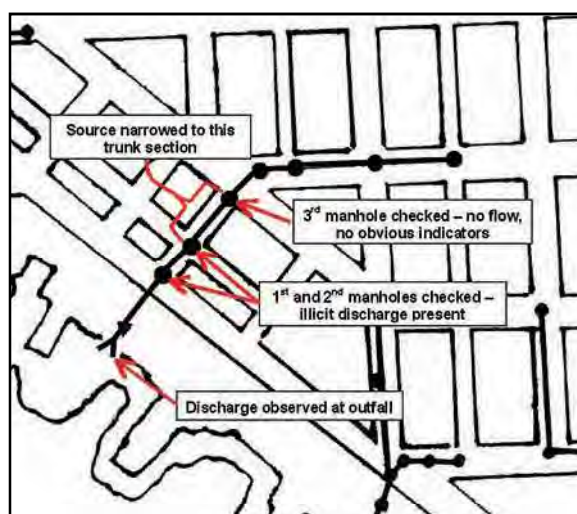 Source narrowed to this
trunk section
3rd manhole checked – no flow,
no obvious indicators
1st and 2nd manholes checked –
illicit discharge present
Discharge observed at outfall